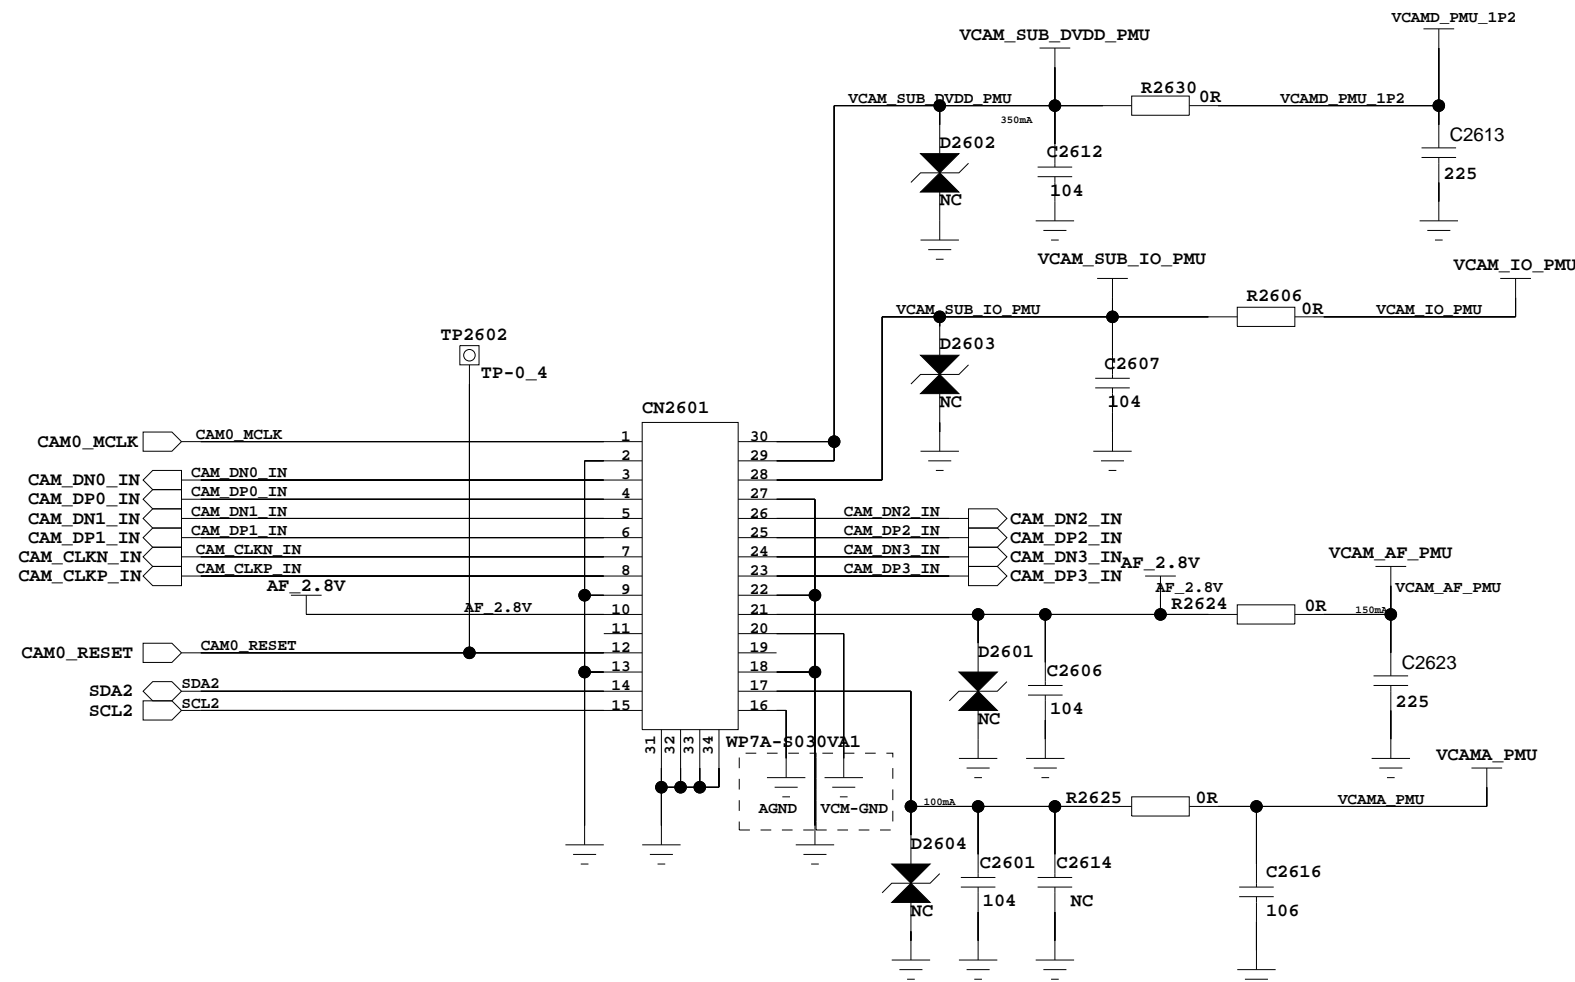 VCAMD_PMU_1P2
VCAM_SUB_DVDD_PMU
VCAM_SUB_DVDD_PMU
R2630
0R
VCAMD_PMU_1P2
350mA
D2602
NC
C2612
104
C2613
225
VCAM_SUB_IO_PMU
VCAM_IO_PMU
VCAM_SUB_IO_PMU
R2606
0R
VCAM_IO_PMU
D2603
NC
C2607
104
TP2602
TP-0_4
CN2601
CAM0_MCLK
CAM0_MCLK
1
30
2
29
CAM_DN0_IN
CAM_DN0_IN
3
28
CAM_DP0_IN
CAM_DP0_IN
4
27
CAM_DN1_IN
CAM_DN1_IN
5
26
CAM_DN2_IN
CAM_DN2_IN
CAM_DP1_IN
CAM_DP1_IN
6
25
CAM_DP2_IN
CAM_DP2_IN
CAM_CLKN_IN
CAM_CLKN_IN
7
24
CAM_DN3_IN
CAM_DN3_IN
CAM_CLKP_IN
CAM_CLKP_IN
8
23
CAM_DP3_IN
CAM_DP3_IN
AF_2.8V
9
22
AF_2.8V
10
21
11
20
CAM0_RESET
CAM0_RESET
12
19
13
18
SDA2
SDA2
14
17
SCL2
SCL2
15
16
31
32
33
34
WP7A-S030VA1
AGND
VCM-GND
AF_2.8V
AF_2.8V
R2624
0R
150mA
VCAM_AF_PMU
VCAM_AF_PMU
D2601
NC
C2606
104
C2623
225
VCAMA_PMU
100mA
R2625
0R
VCAMA_PMU
D2604
NC
C2601
104
C2614
NC
C2616
106